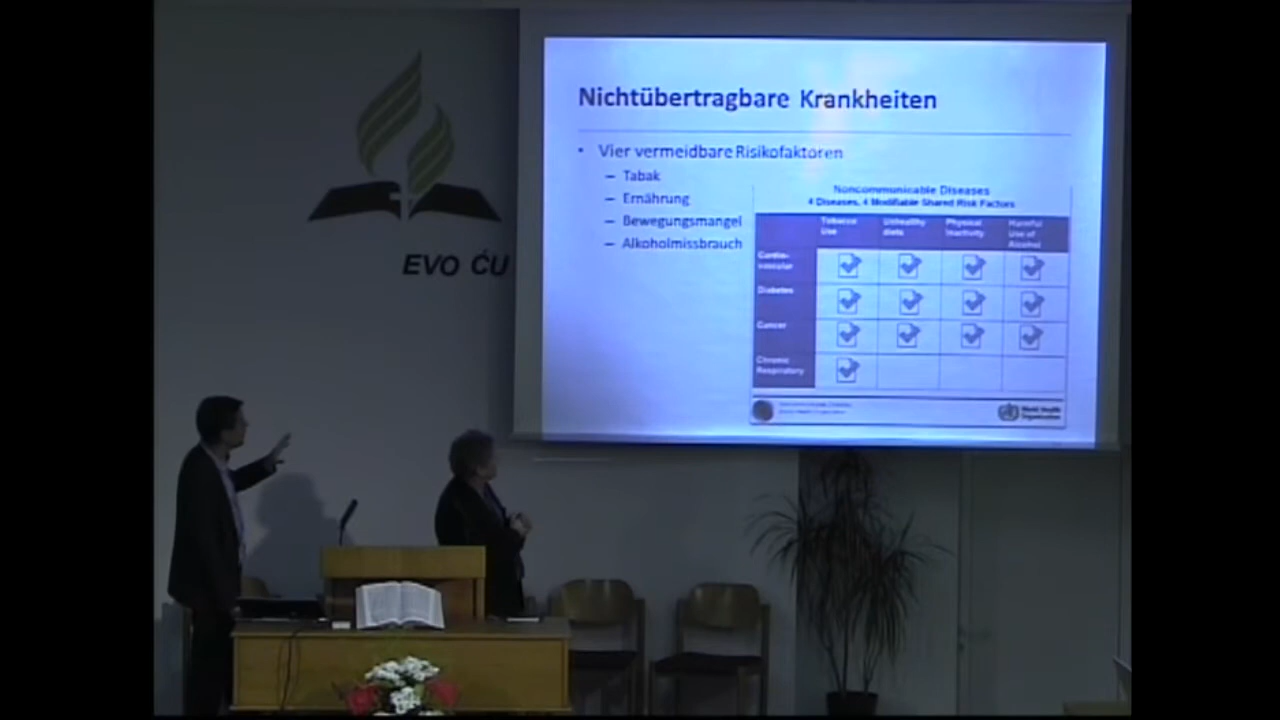 Nichtübertragbare Krankheiten
• Vier vermeidbare Risikofaktoren
– Tabak
– Ernährung
– Bewegungsmangel
– Alkoholmissbrauch
Noncommunicable Diseases
4 Diseases, 4 Modifiable Shared Risk Factors
Tobacco Use
Unhealthy diets
Physical Inactivity
Harmful Use of Alcohol
Cardio-vascular
Diabetes
Cancer
Chronic Respiratory
World Health
Organization
EVO ĆU